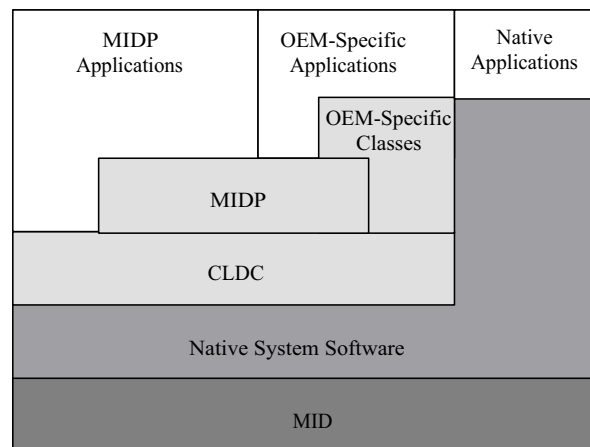 MIDP
Applications
OEM-Specific
Applications
Native
Applications
OEM-Specific
Classes
MIDP
CLDC
Native System Software
MID